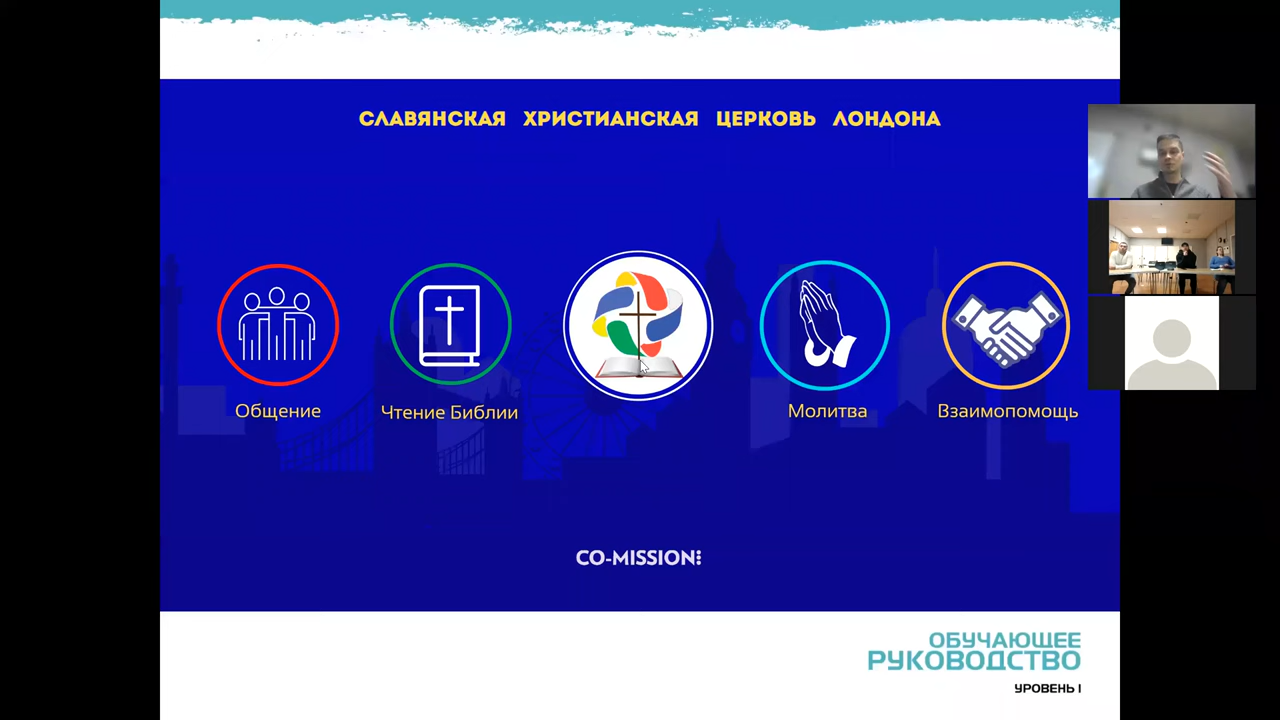 СЛАВЯНСКАЯ ХРИСТИАНСКАЯ ЦЕРКОВЬ ЛОНДОНА
Общение
Чтение Библии
Молитва
Взаимопомощь
CO-MISSION
ОБУЧАЮЩЕЕ
РУКОВОДСТВО
УРОВЕНЬ I